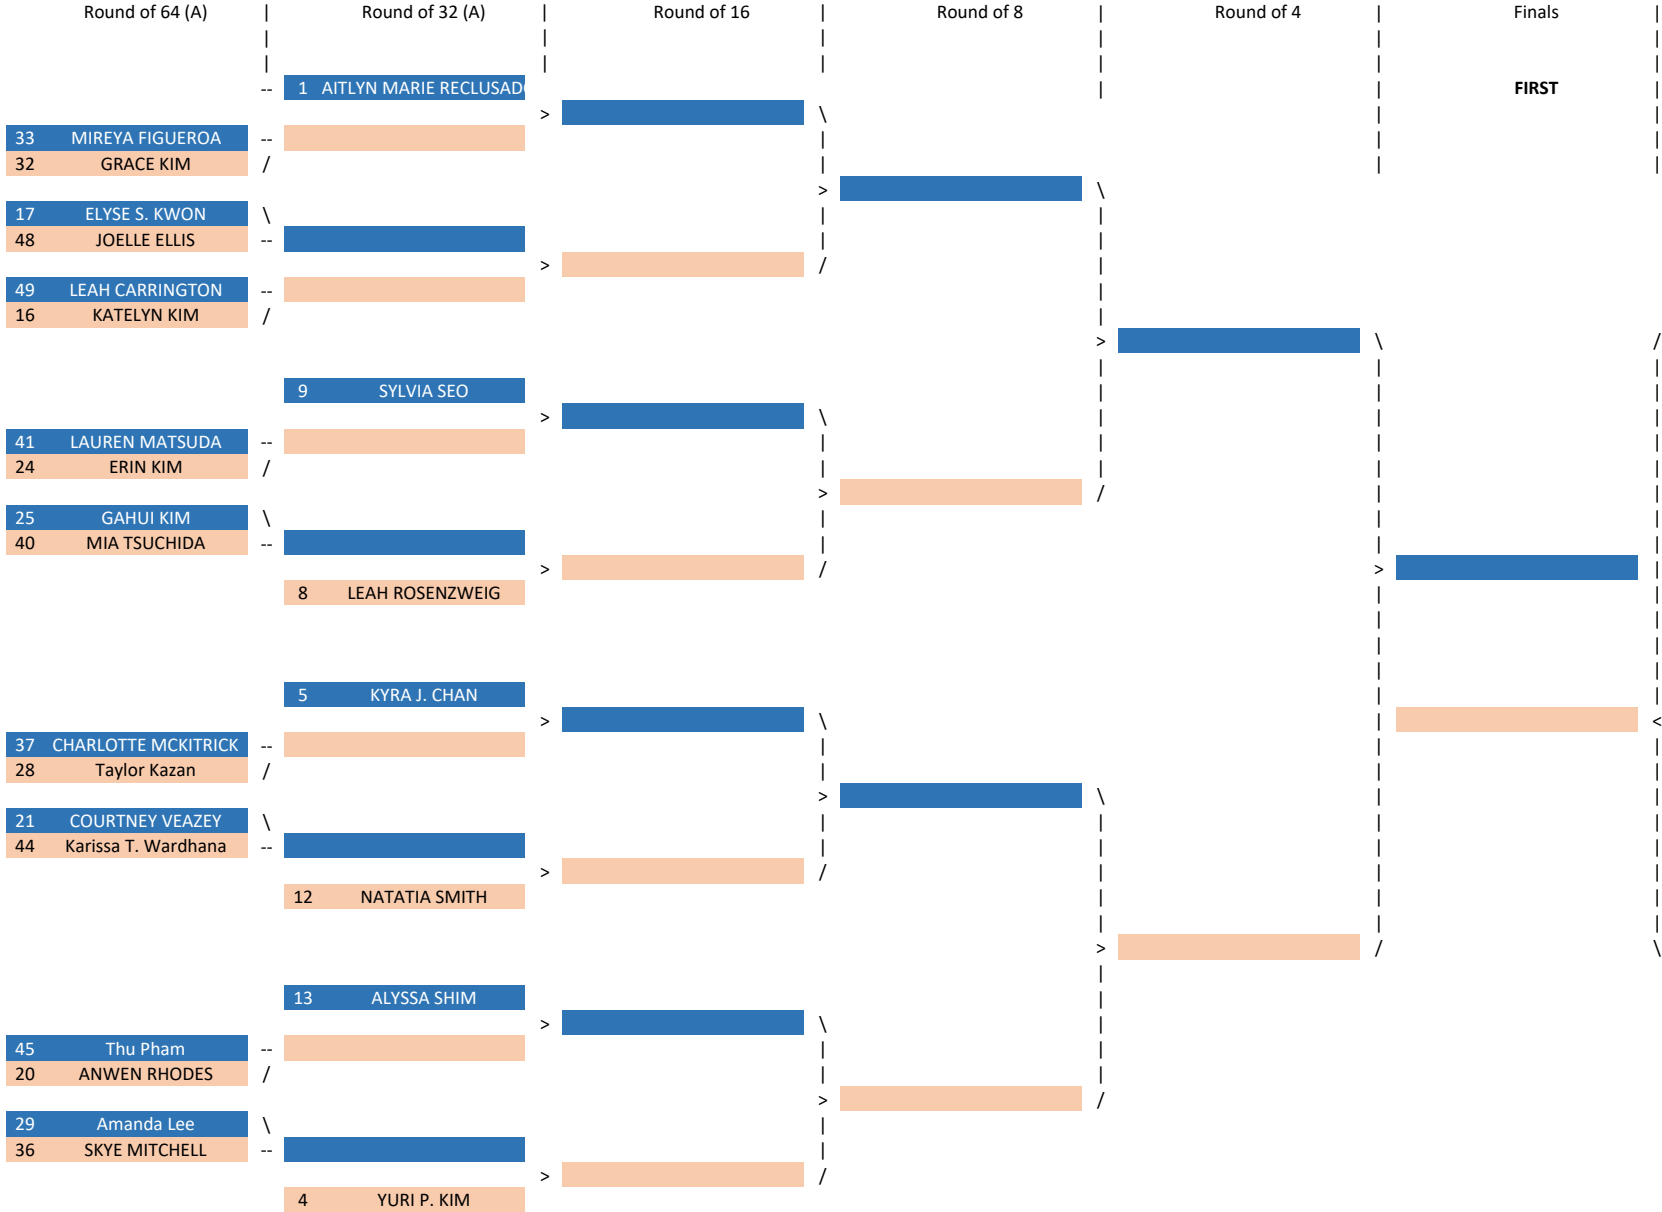 Round of 64 (A) | Round of 32 (A) | Round of 16 | Round of 8 | Round of 4 | Finals |
-- 1 AITLYN MARIE RECLUSAD FIRST
33 MIREYA FIGUEROA --
32 GRACE KIM /
17 ELYSE S. KWON \
48 JOELLE ELLIS --
49 LEAH CARRINGTON --
16 KATELYN KIM /
9 SYLVIA SEO
41 LAUREN MATSUDA --
24 ERIN KIM /
25 GAHUI KIM \
40 MIA TSUCHIDA --
8 LEAH ROSENZWEIG
5 KYRA J. CHAN
37 CHARLOTTE MCKITRICK --
28 Taylor Kazan /
21 COURTNEY VEAZEY \
44 Karissa T. Wardhana --
12 NATATIA SMITH
13 ALYSSA SHIM
45 Thu Pham --
20 ANWEN RHODES /
29 Amanda Lee \
36 SKYE MITCHELL --
4 YURI P. KIM